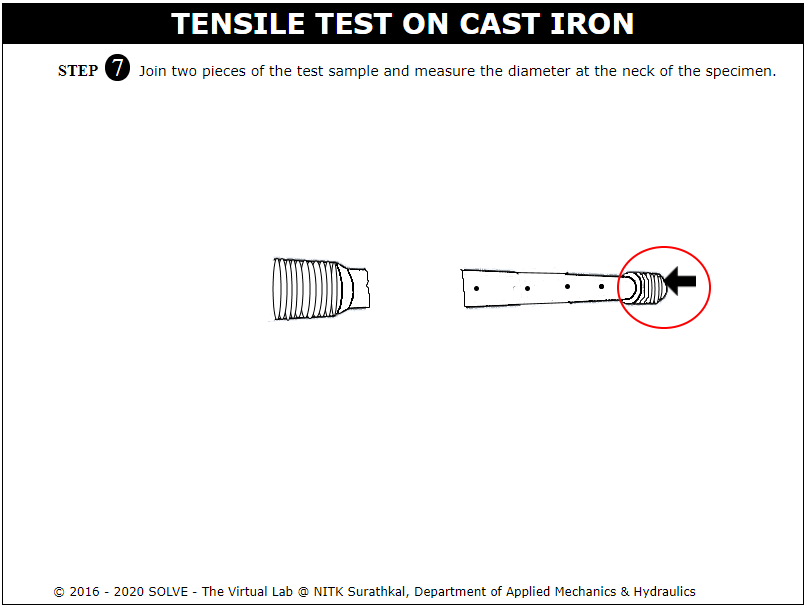 TENSILE TEST ON CAST IRON
STEP 7 Join two pieces of the test sample and measure the diameter at the neck of the specimen.
© 2016 - 2020 SOLVE - The Virtual Lab @ NITK Surathkal, Department of Applied Mechanics & Hydraulics